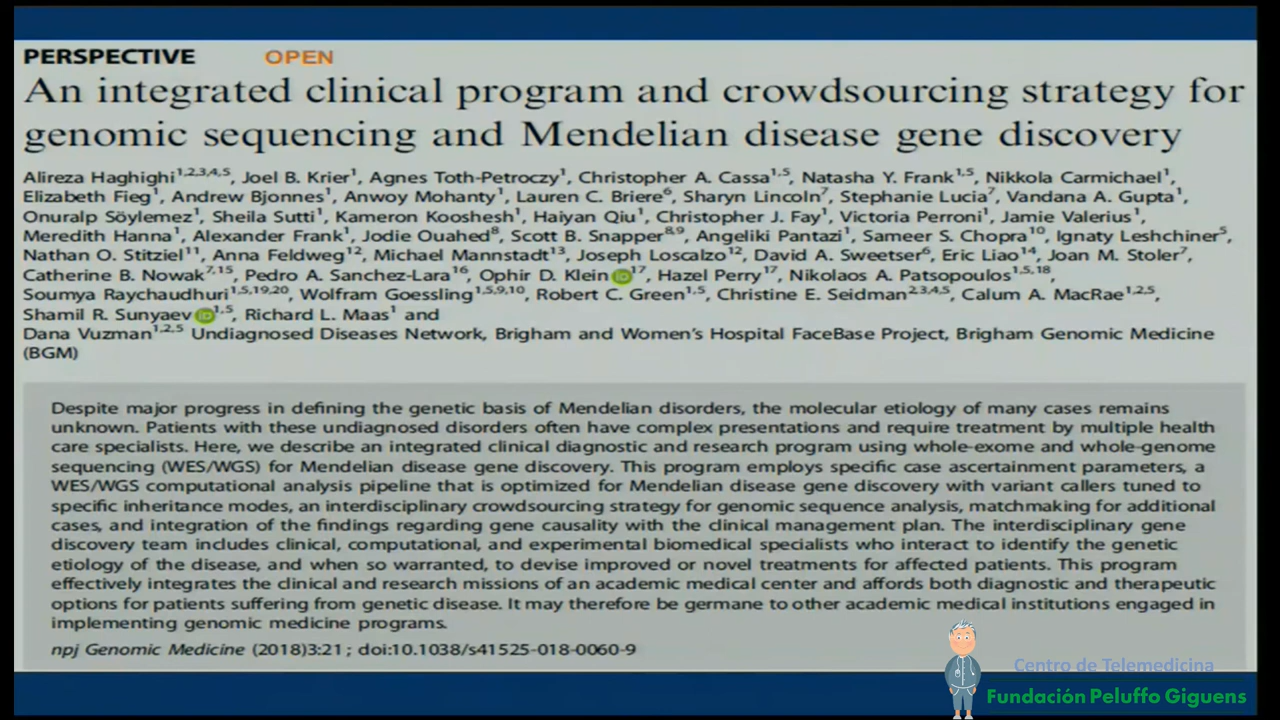 PERSPECTIVE OPEN
An integrated clinical program and crowdsourcing strategy for
genomic sequencing and Mendelian disease gene discovery
Alireza Haghighi1,2,3,4,5, Joel B. Krier1, Agnes Toth-Petroczy1, Christopher A. Cassa1,5, Natasha Y. Frank1,5, Nikkola Carmichael1,
Elizabeth Fieg1, Andrew Bjonnes1, Anwoy Mohanty1, Lauren C. Briere6, Sharyn Lincoln7, Stephanie Lucia7, Vandana A. Gupta1,
Onuralp Söylemez1, Sheila Sutti1, Kameron Kooshesh1, Haiyan Qiu1, Christopher J. Fay1, Victoria Perroni1, Jamie Valerius1,
Meredith Hanna1, Alexander Frank1, Jodie Ouahed8, Scott B. Snapper8,9, Angeliki Pantazi1, Sameer S. Chopra10, Ignaty Leshchiner5,
Nathan O. Stitziel11, Anna Feldweg12, Michael Mannstadt13, Joseph Loscalzo12, David A. Sweetser6, Eric Liao14, Joan M. Stoler7,
Catherine B. Nowak7,15, Pedro A. Sanchez-Lara16, Ophir D. Klein iD 17, Hazel Perry17, Nikolaos A. Patsopoulos1,5,18,
Soumya Raychaudhuri1,5,19,20, Wolfram Goessling1,5,9,10, Robert C. Green1,5, Christine E. Seidman2,3,4,5, Calum A. MacRae1,2,5,
Shamil R. Sunyaev iD 1,5, Richard L. Maas1 and
Dana Vuzman1,2,5 Undiagnosed Diseases Network, Brigham and Women's Hospital FaceBase Project, Brigham Genomic Medicine
(BGM)
Despite major progress in defining the genetic basis of Mendelian disorders, the molecular etiology of many cases remains
unknown. Patients with these undiagnosed disorders often have complex presentations and require treatment by multiple health
care specialists. Here, we describe an integrated clinical diagnostic and research program using whole-exome and whole-genome
sequencing (WES/WGS) for Mendelian disease gene discovery. This program employs specific case ascertainment parameters, a
WES/WGS computational analysis pipeline that is optimized for Mendelian disease gene discovery with variant callers tuned to
specific inheritance modes, an interdisciplinary crowdsourcing strategy for genomic sequence analysis, matchmaking for additional
cases, and integration of the findings regarding gene causality with the clinical management plan. The interdisciplinary gene
discovery team includes clinical, computational, and experimental biomedical specialists who interact to identify the genetic
etiology of the disease, and when so warranted, to devise improved or novel treatments for affected patients. This program
effectively integrates the clinical and research missions of an academic medical center and affords both diagnostic and therapeutic
options for patients suffering from genetic disease. It may therefore be germane to other academic medical institutions engaged in
implementing genomic medicine programs.
npj Genomic Medicine (2018)3:21 ; doi:10.1038/s41525-018-0060-9
Centro de Telemedicina
Fundación Peluffo Giguens